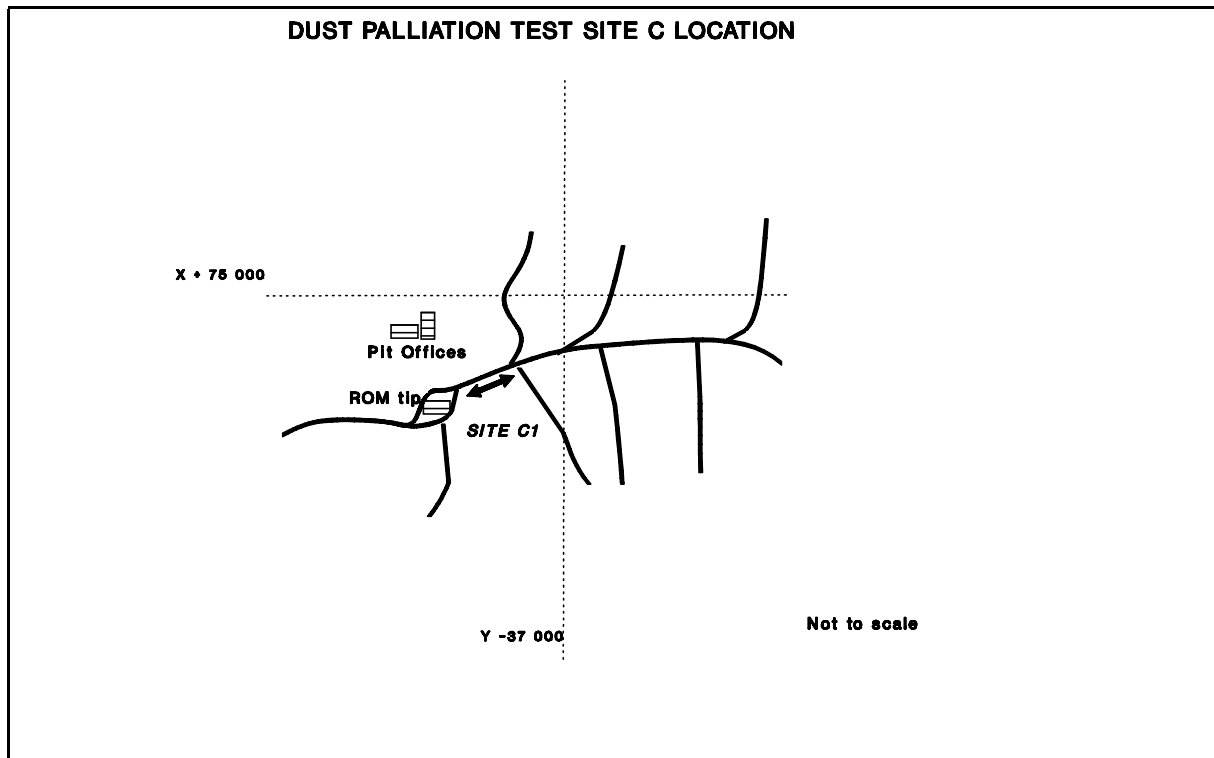 DUST PALLIATION TEST SITE C LOCATION
X + 75 000
Pit Offices
ROM tip
SITE C1
Not to scale
Y -37 000